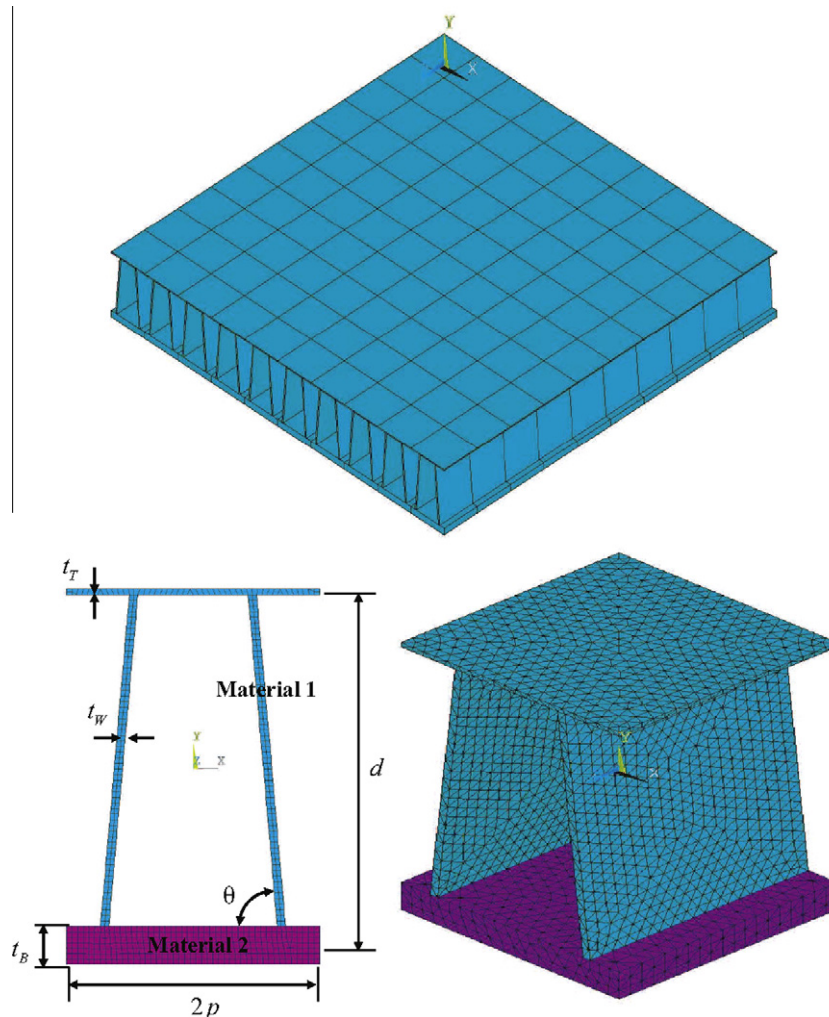 Y
X
t_T
Material 1
t_W
Y
Z X
d
Y
X
θ
t_B
Material 2
2p